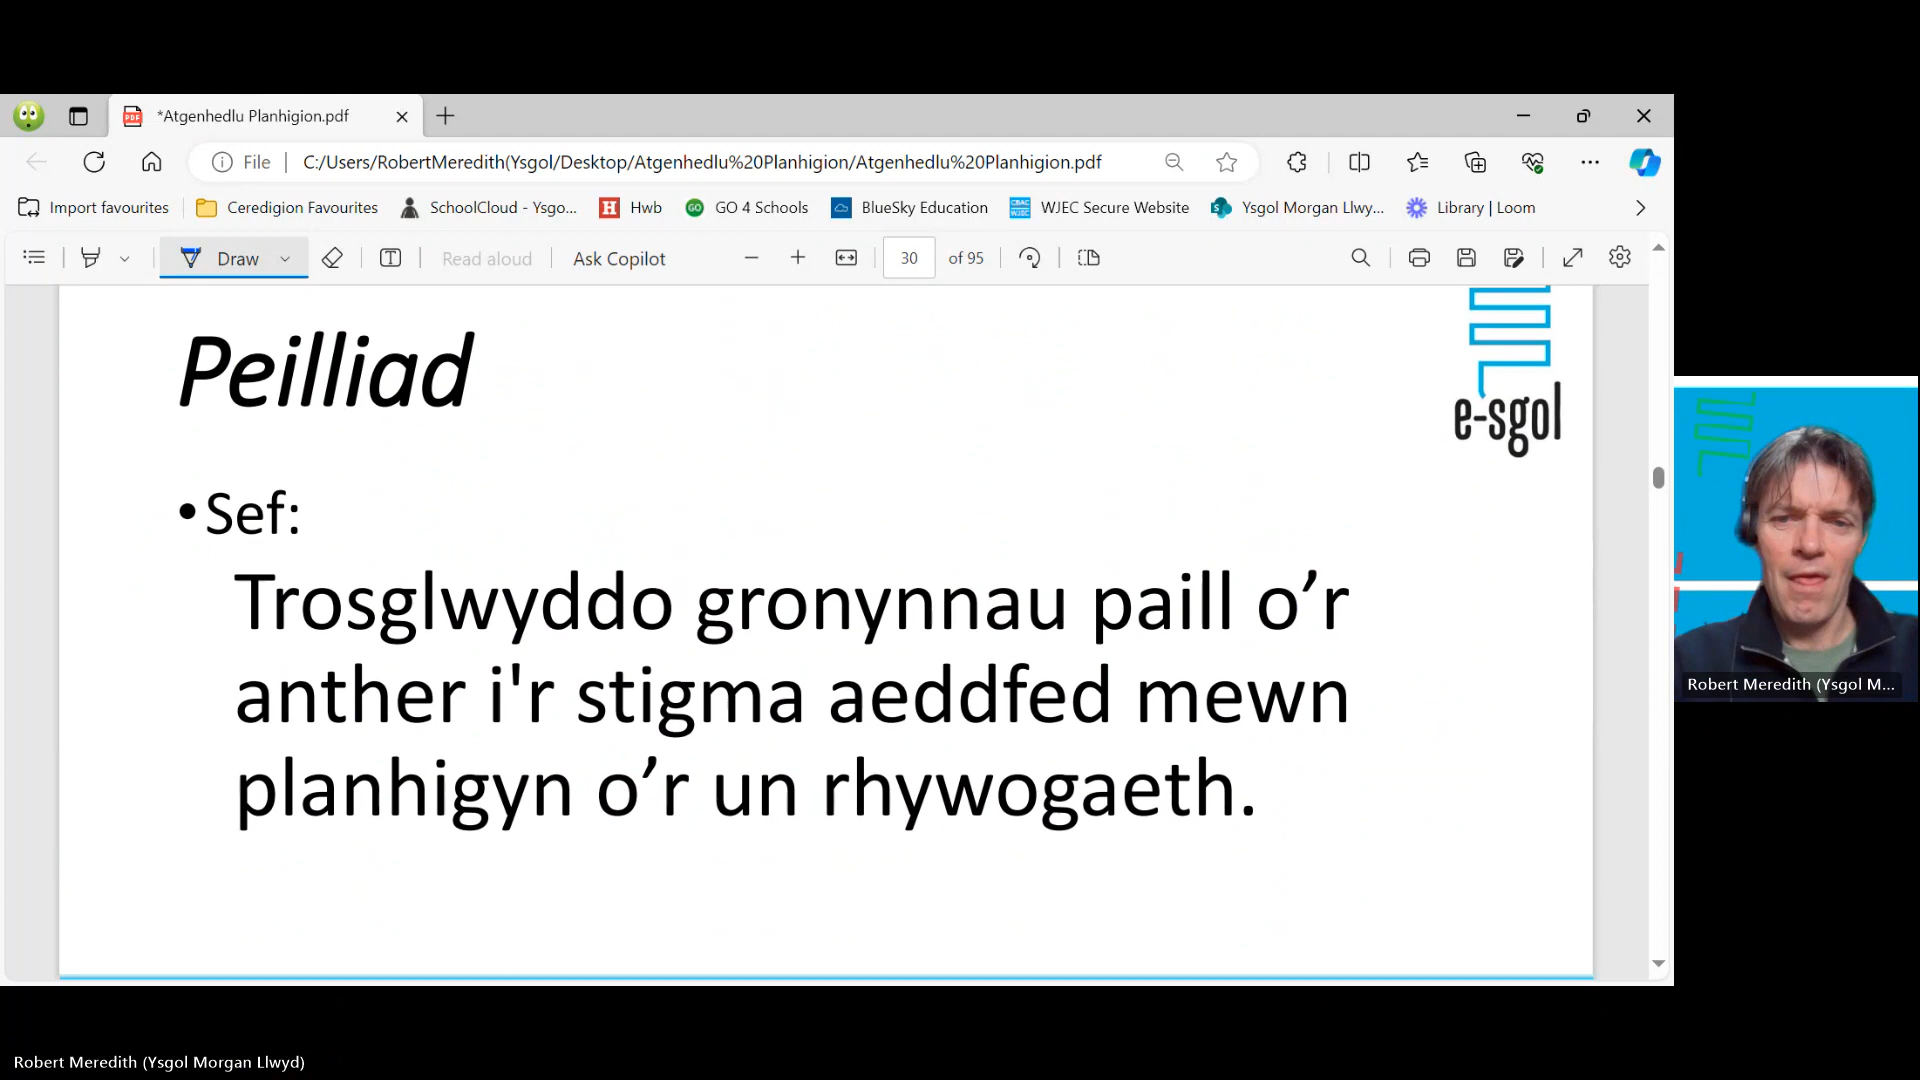 *Atgenhedlu Planhigion.pdf
File
C:/Users/RobertMeredith(Ysgol/Desktop/Atgenhedlu%20Planhigion/Atgenhedlu%20Planhigion.pdf
Import favourites
Ceredigion Favourites
SchoolCloud - Ysgo...
Hwb
GO 4 Schools
BlueSky Education
WJEC Secure Website
Ysgol Morgan Llwy...
Library | Loom
Draw
Read aloud
Ask Copilot
30 of 95
Peilliad
e-sgol
• Sef:
Trosglwyddo gronynnau paill o’r
anther i'r stigma aeddfed mewn
planhigyn o’r un rhywogaeth.
Robert Meredith (Ysgol M...
Robert Meredith (Ysgol Morgan Llwyd)